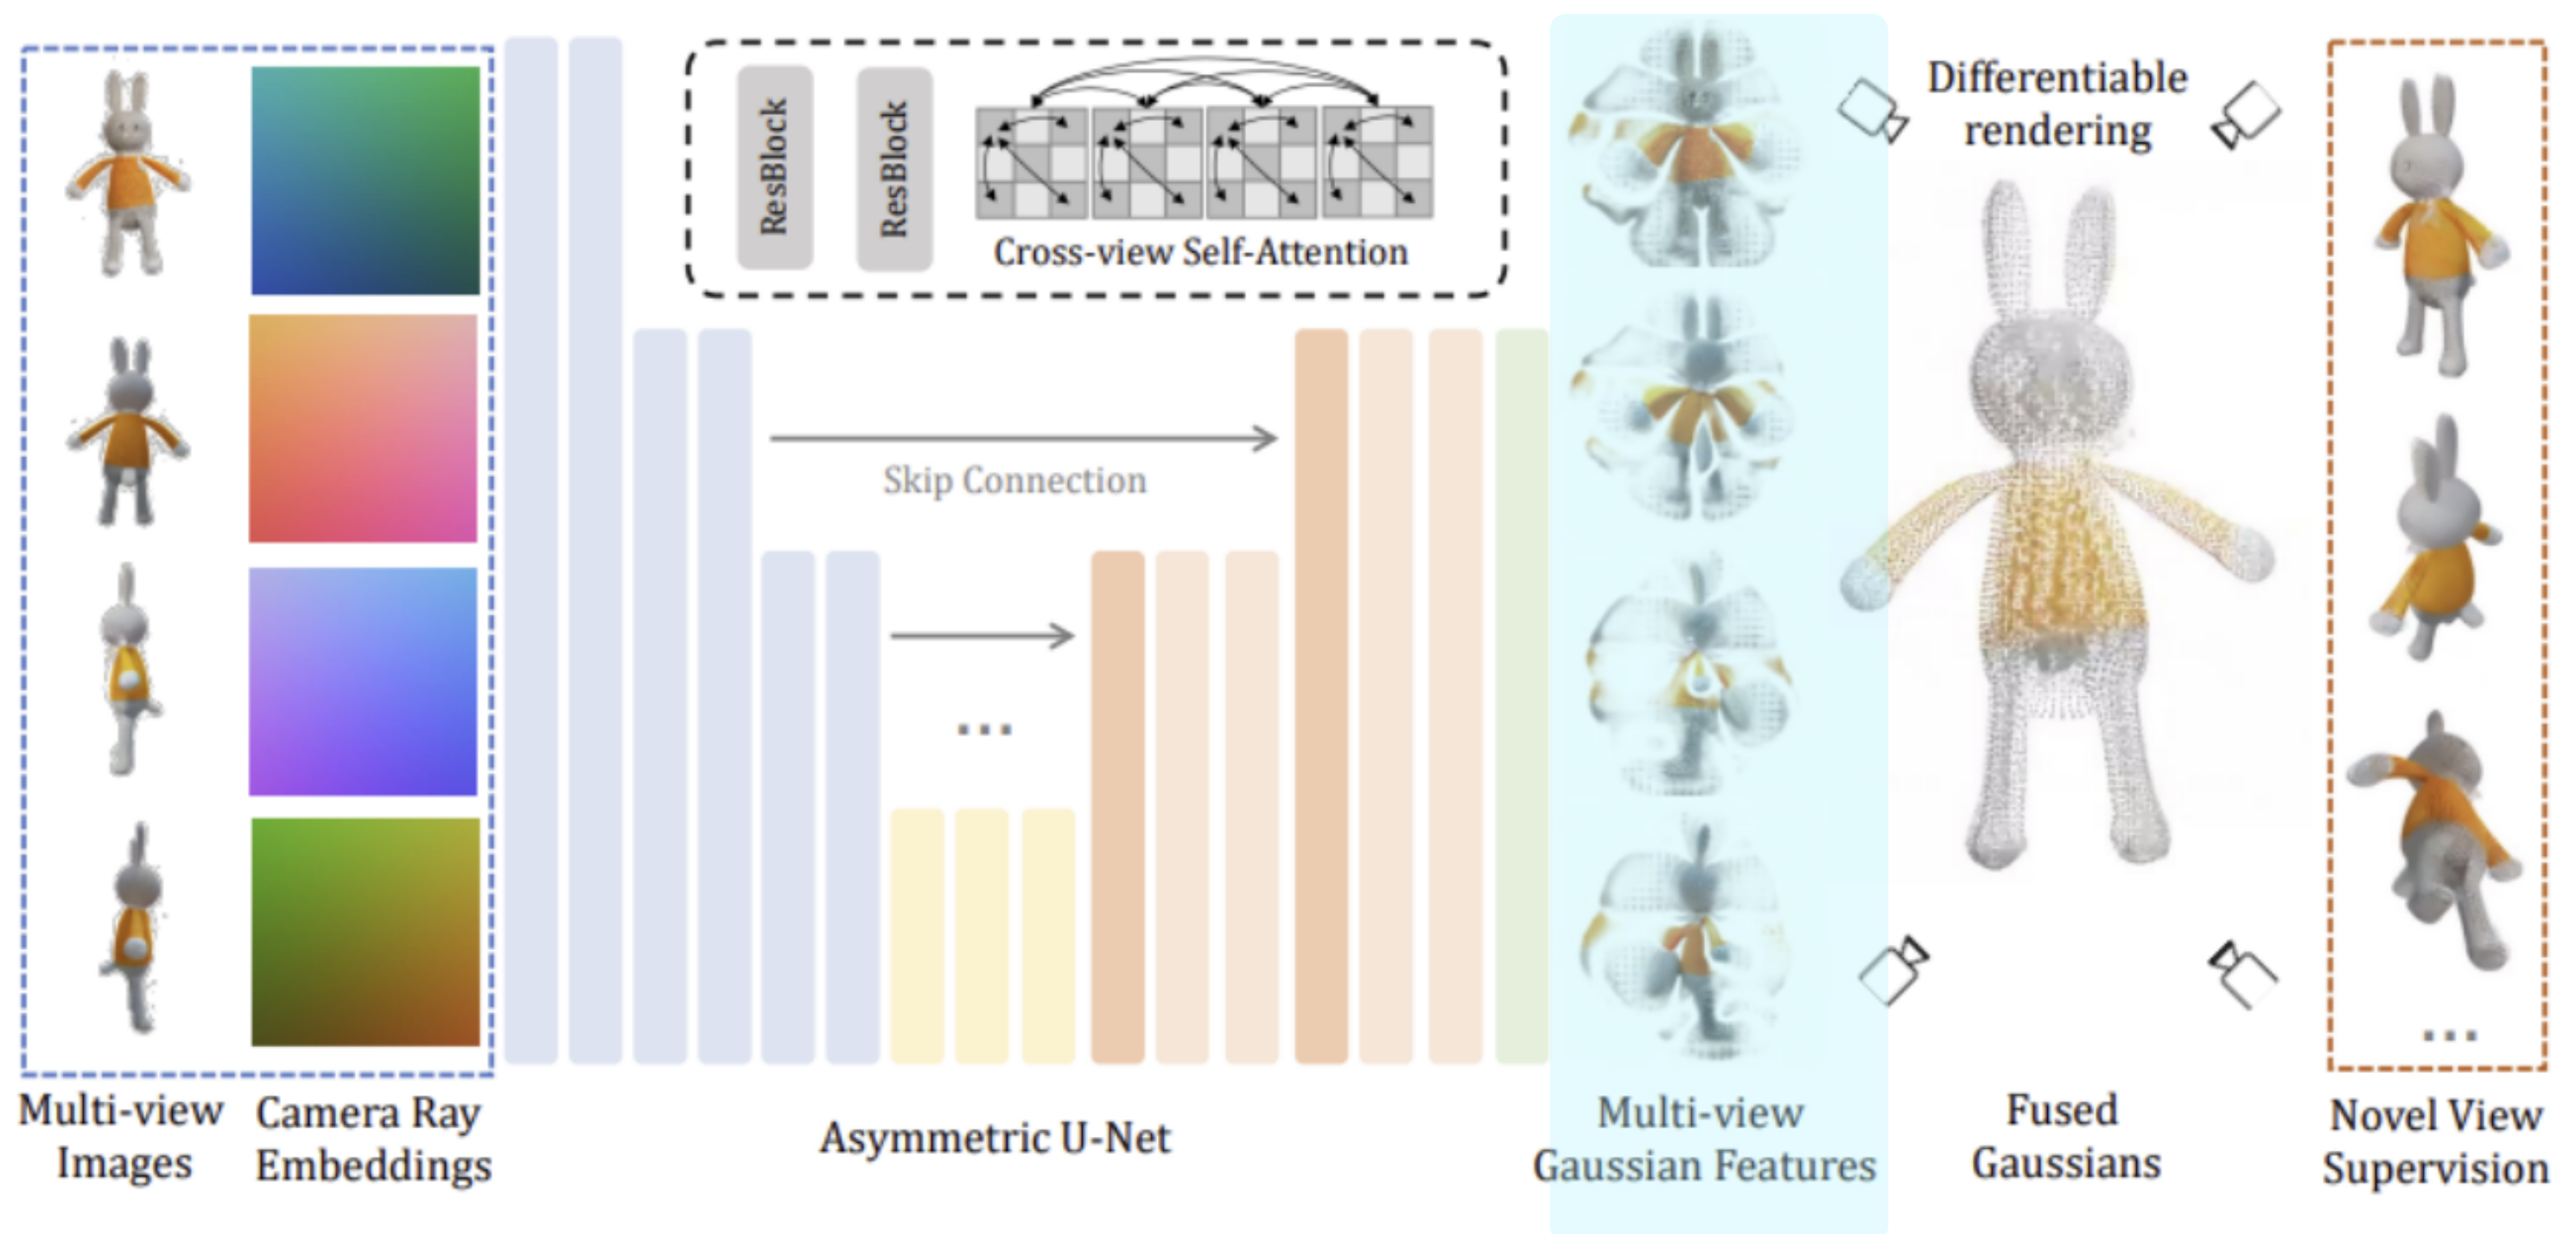 ResBlock
ResBlock
Cross-view Self-Attention
Differentiable
rendering
Skip Connection
...
...
Multi-view
Images
Camera Ray
Embeddings
Asymmetric U-Net
Multi-view
Gaussian Features
Fused
Gaussians
Novel View
Supervision